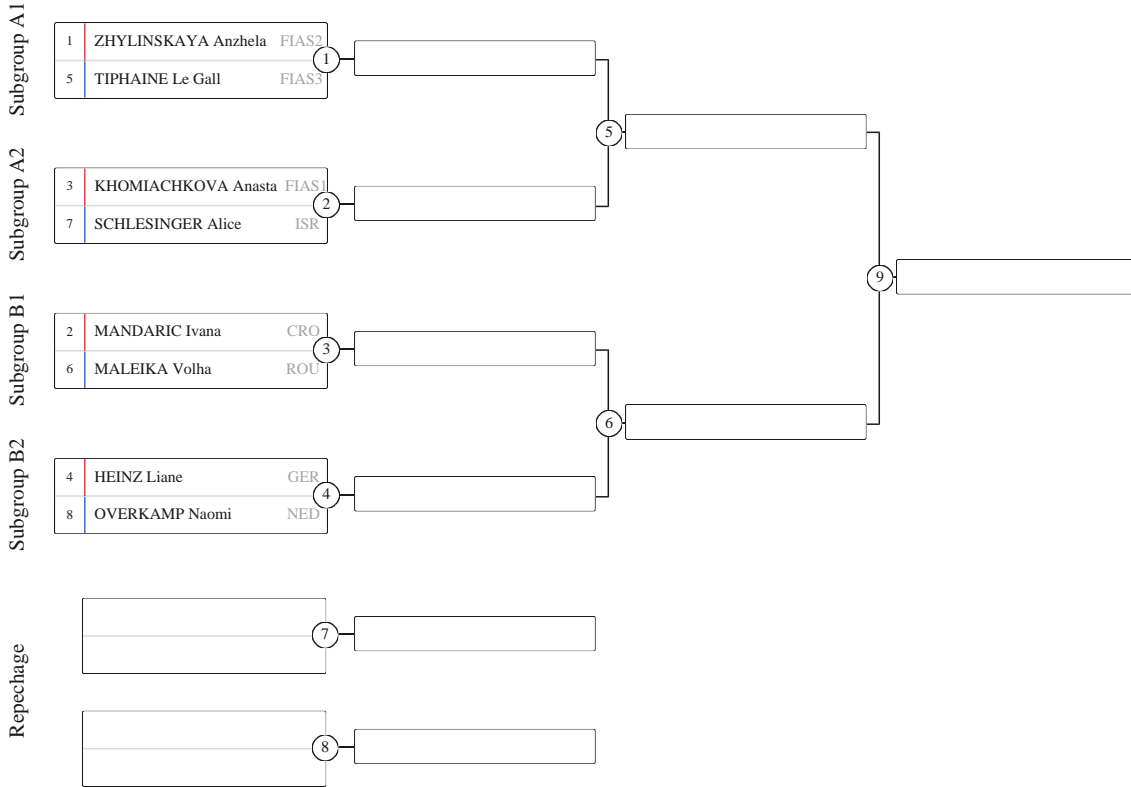 Subgroup A1
1 ZHYLINSKAYA Anzhela FIAS2
1
5 TIPHAINE Le Gall FIAS3
5
Subgroup A2
3 KHOMIACHKOVA Anasta FIAS1
2
7 SCHLESINGER Alice ISR
9
Subgroup B1
2 MANDARIC Ivana CRO
3
6 MALEIKA Volha ROU
6
Subgroup B2
4 HEINZ Liane GER
4
8 OVERKAMP Naomi NED
Repechage
7
8